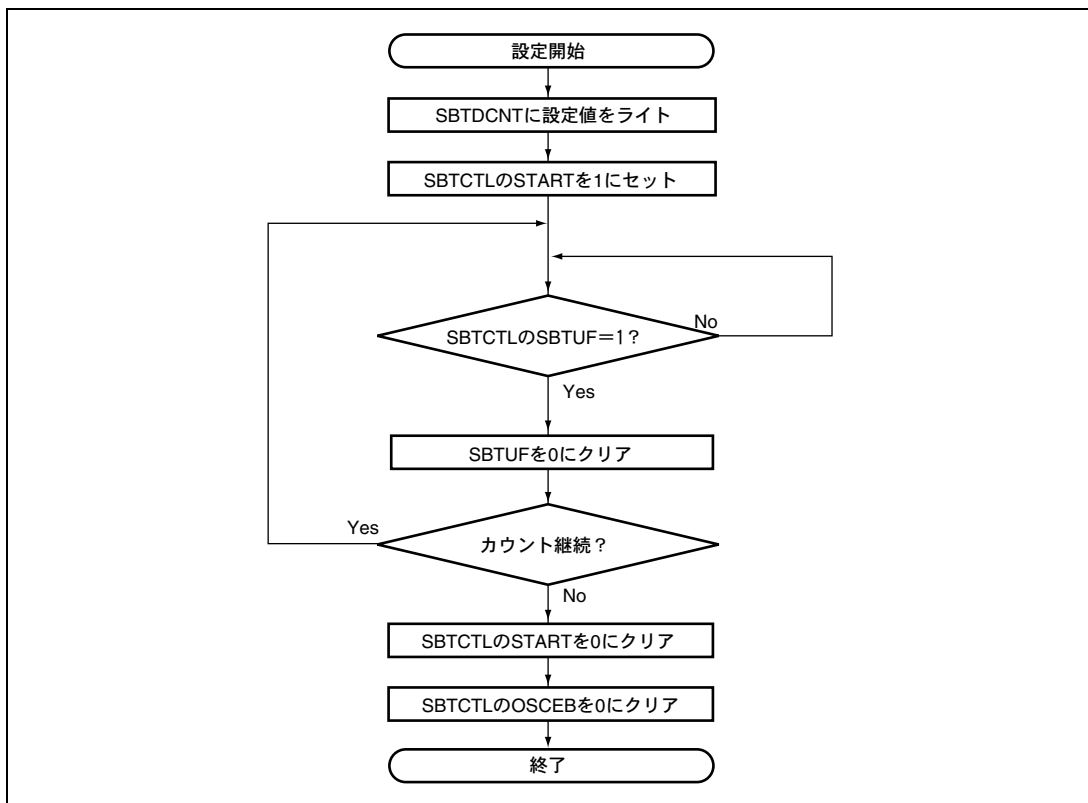 設定開始
SBTDCNTに設定値をライト
SBTCTLのSTARTを1にセット
SBTCTLのSBTUF＝1？
No
Yes
SBTUFを0にクリア
Yes
カウント継続？
No
SBTCTLのSTARTを0にクリア
SBTCTLのOSCEBを0にクリア
終了